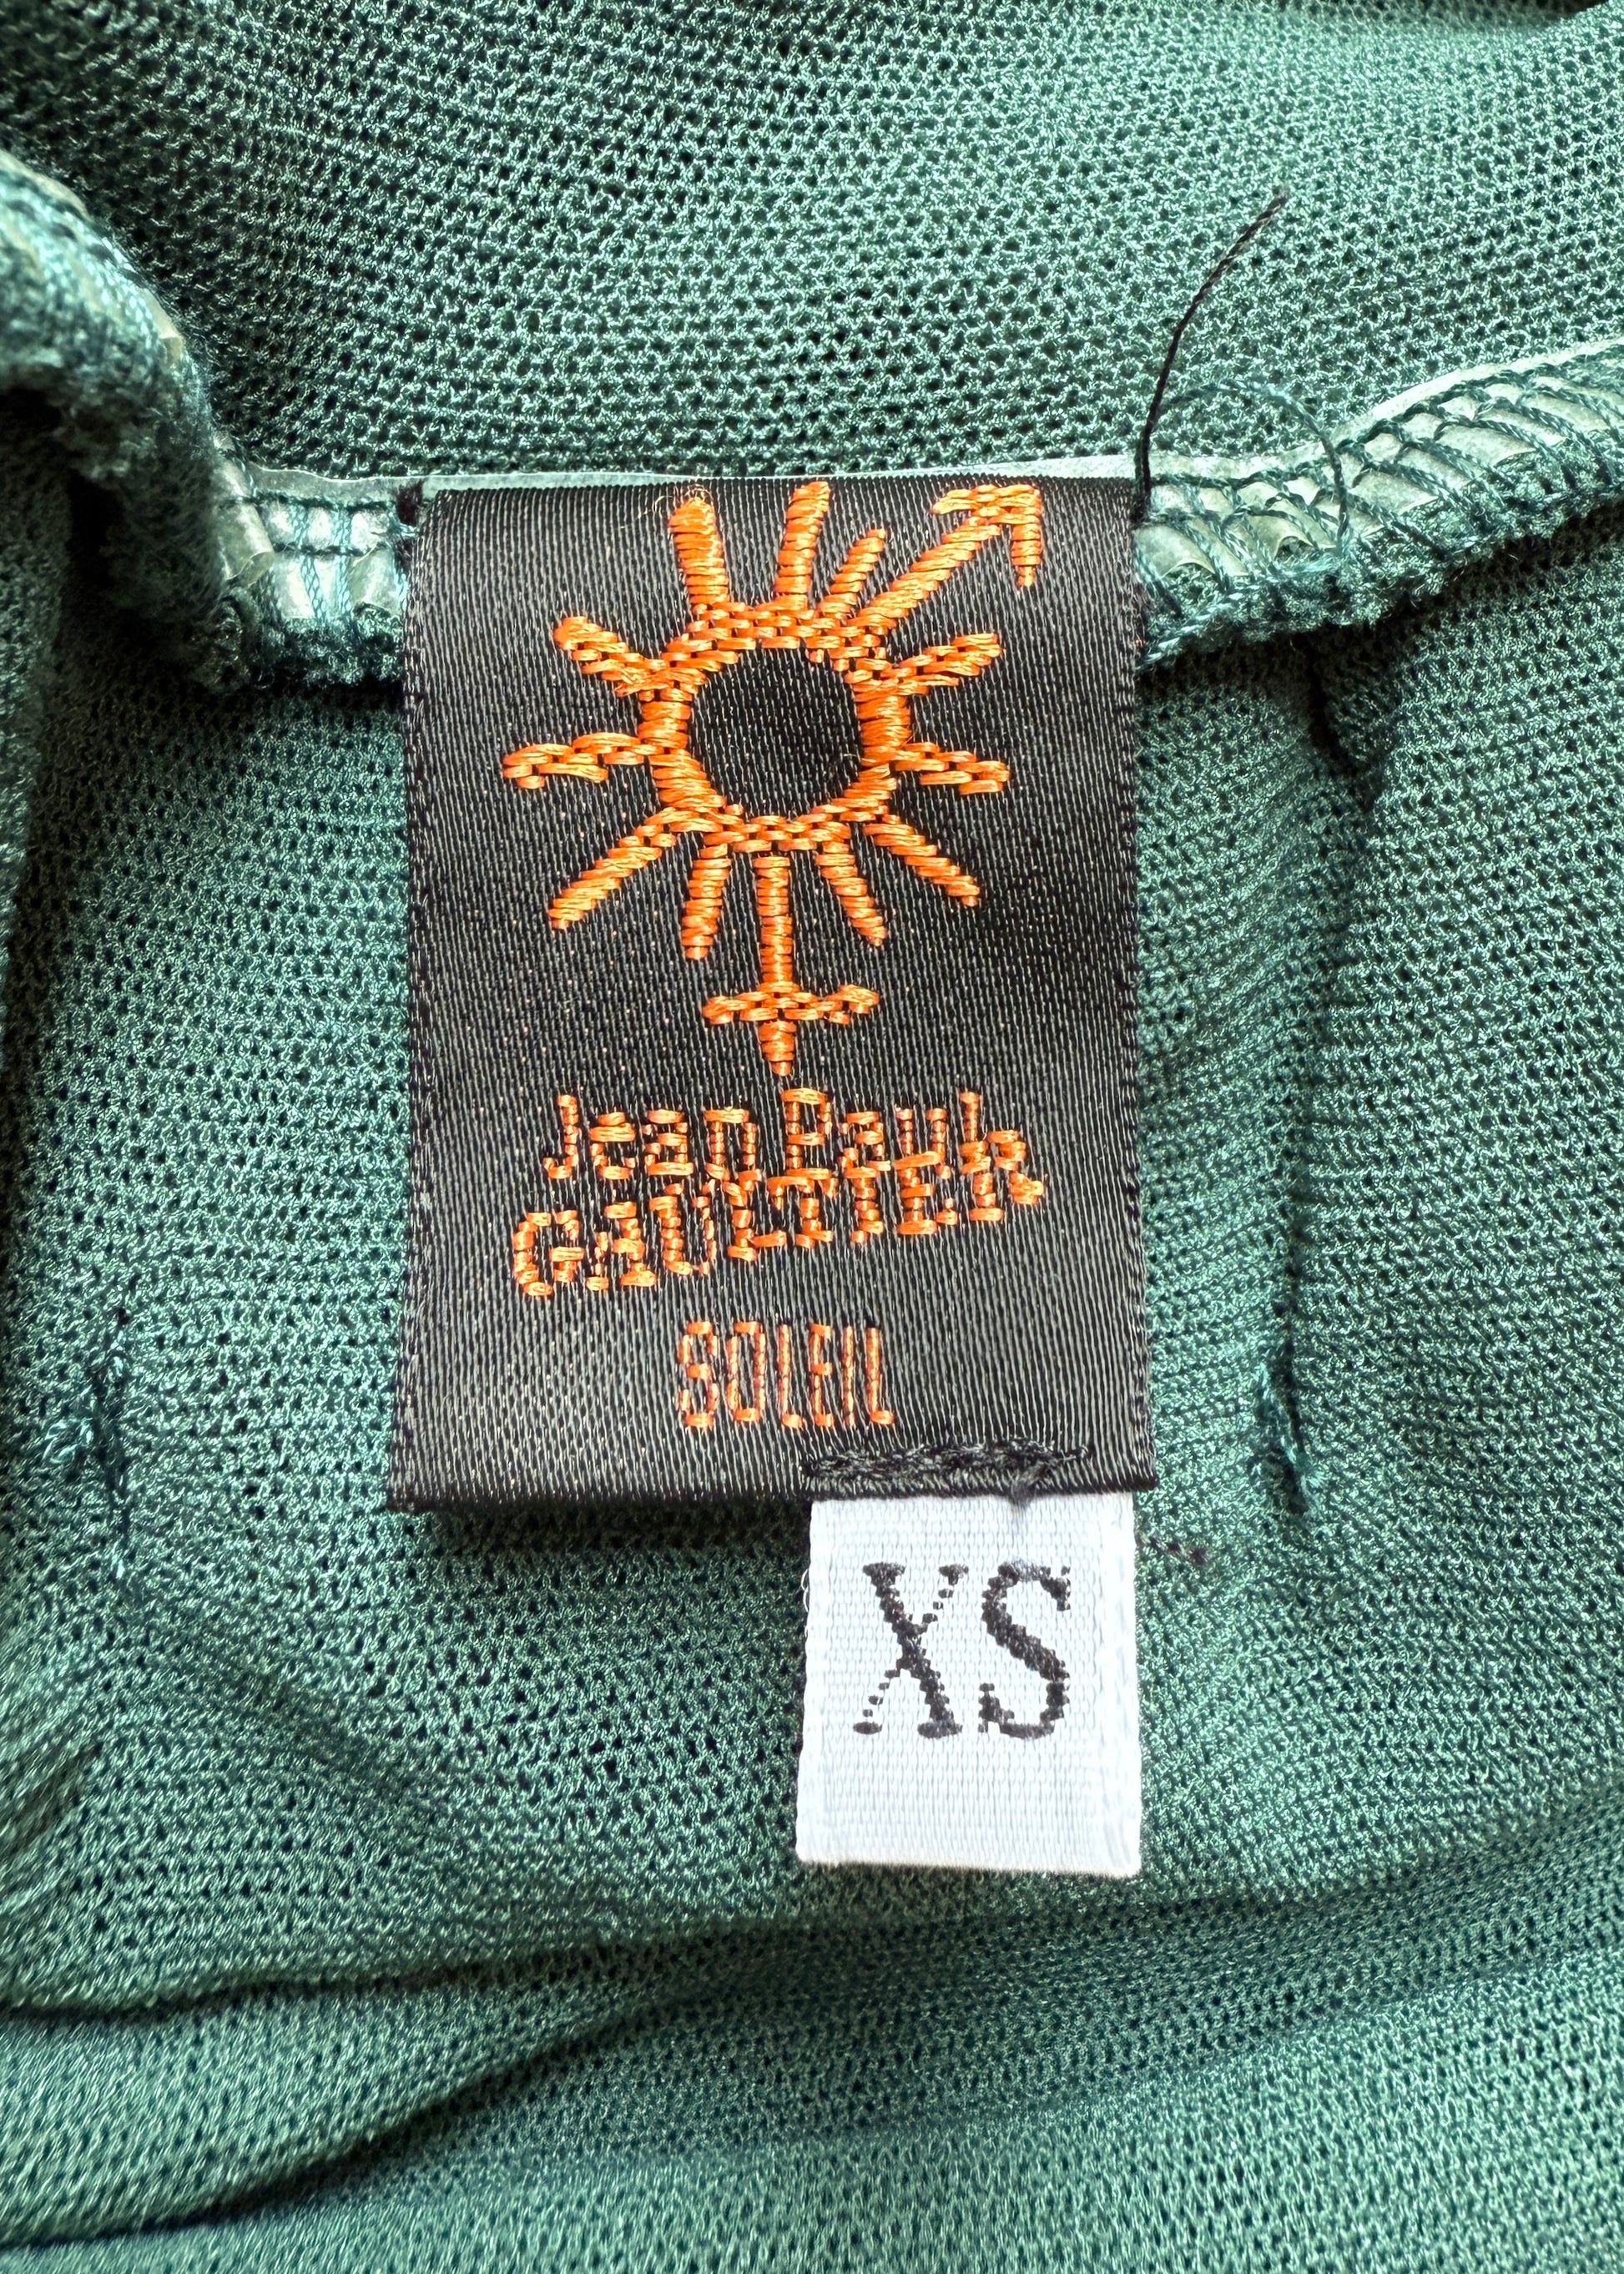 Jean Paul
GAULTIER
SOLEIL
XS